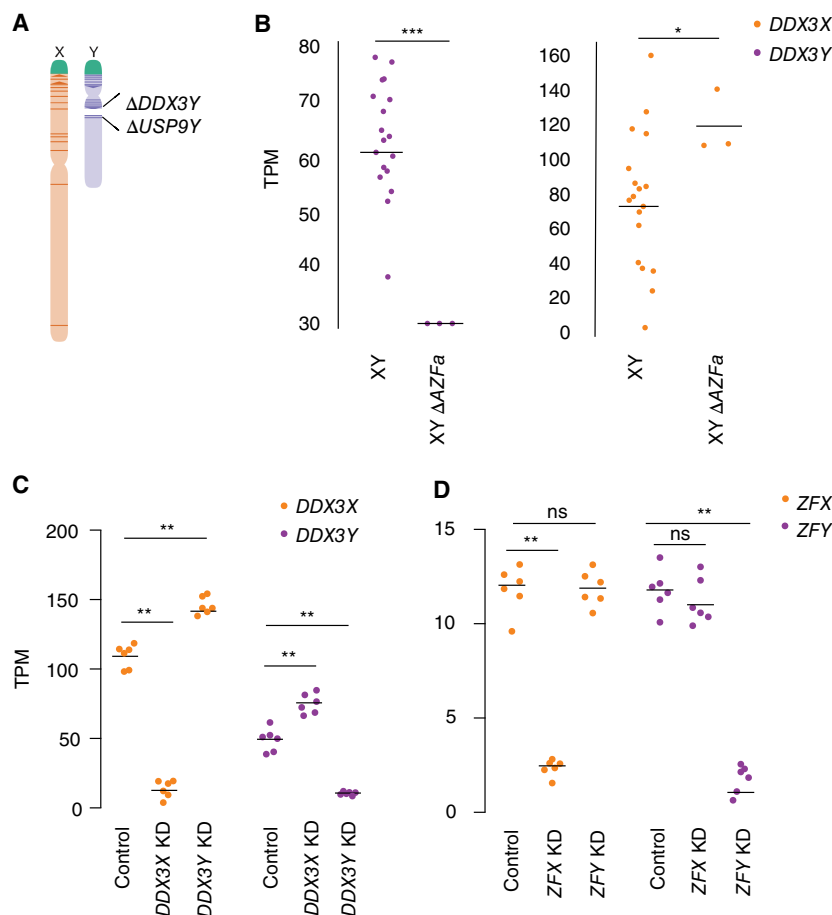 A
X Y
ΔDDX3Y
ΔUSP9Y
B
DDX3X
DDX3Y
***
*
TPM
80
70
60
50
40
30
XY
XY ΔAZFa
160
140
120
100
80
60
40
20
0
XY
XY ΔAZFa
C
DDX3X
DDX3Y
TPM
200
150
100
50
0
**
**
**
**
Control
DDX3X KD
DDX3Y KD
Control
DDX3X KD
DDX3Y KD
D
ZFX
ZFY
15
10
5
2
0
ns
**
**
ns
Control
ZFX KD
ZFY KD
Control
ZFX KD
ZFY KD